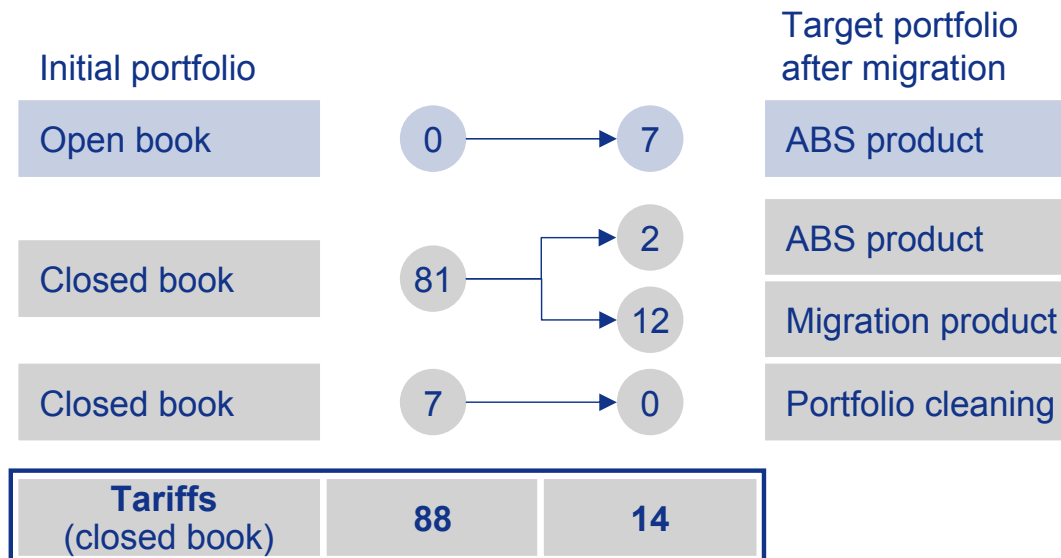 Initial portfolio
Target portfolio
after migration
Open book
0
7
ABS product
Closed book
81
2
ABS product
12
Migration product
Closed book
7
0
Portfolio cleaning
Tariffs
(closed book)
88
14